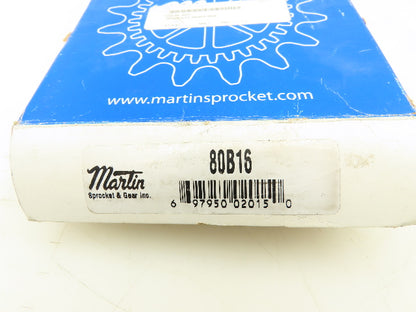 www.martinsprocket.com
80B16
Martin
Sprocket & Gear Inc.
6 97950 02015 0